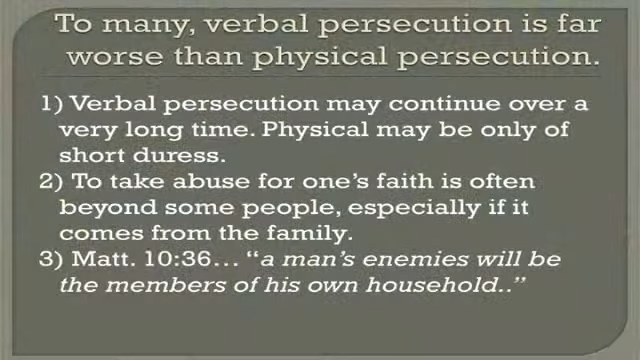 To many, verbal persecution is far
worse than physical persecution.
1) Verbal persecution may continue over a
very long time. Physical may be only of
short duress.
2) To take abuse for one’s faith is often
beyond some people, especially if it
comes from the family.
3) Matt. 10:36… “a man’s enemies will be
the members of his own household..”